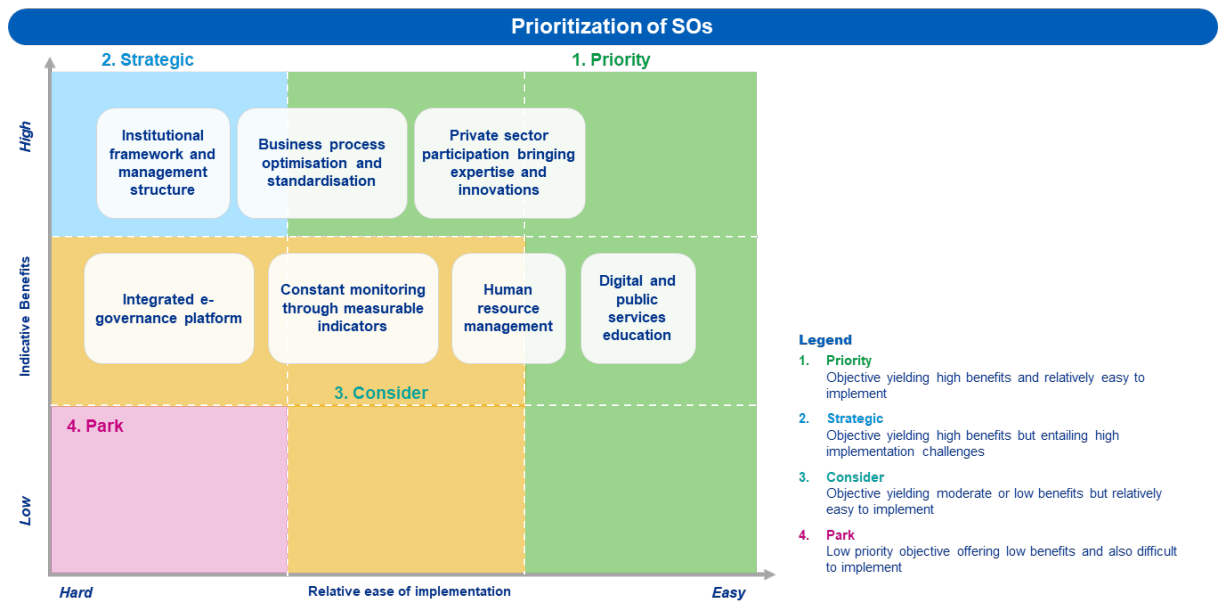 Prioritization of SOs
2. Strategic
1. Priority
High
Institutional
framework and
management
structure
Business process
optimisation and
standardisation
Private sector
participation bringing
expertise and
innovations
Indicative Benefits
Integrated e-
governance platform
Constant monitoring
through measurable
indicators
Human
resource
management
Digital and
public
services
education
3. Consider
4. Park
Low
Hard
Relative ease of implementation
Easy
Legend
1. Priority
Objective yielding high benefits and relatively easy to
implement
2. Strategic
Objective yielding high benefits but entailing high
implementation challenges
3. Consider
Objective yielding moderate or low benefits but relatively
easy to implement
4. Park
Low priority objective offering low benefits and also difficult
to implement